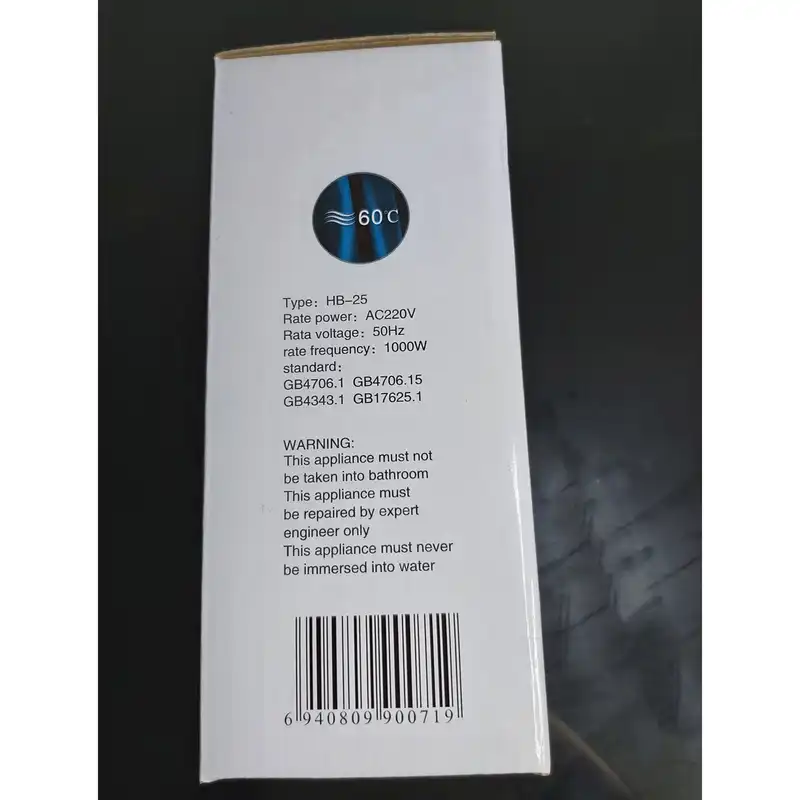 60℃
Type： HB-25
Rate power： AC220V
Rata voltage： 50Hz
rate frequency： 1000W
standard：
GB4706.1 GB4706.15
GB4343.1 GB17625.1
WARNING:
This appliance must not
be taken into bathroom
This appliance must
be repaired by expert
engineer only
This appliance must never
be immersed into water
6 940809 900719